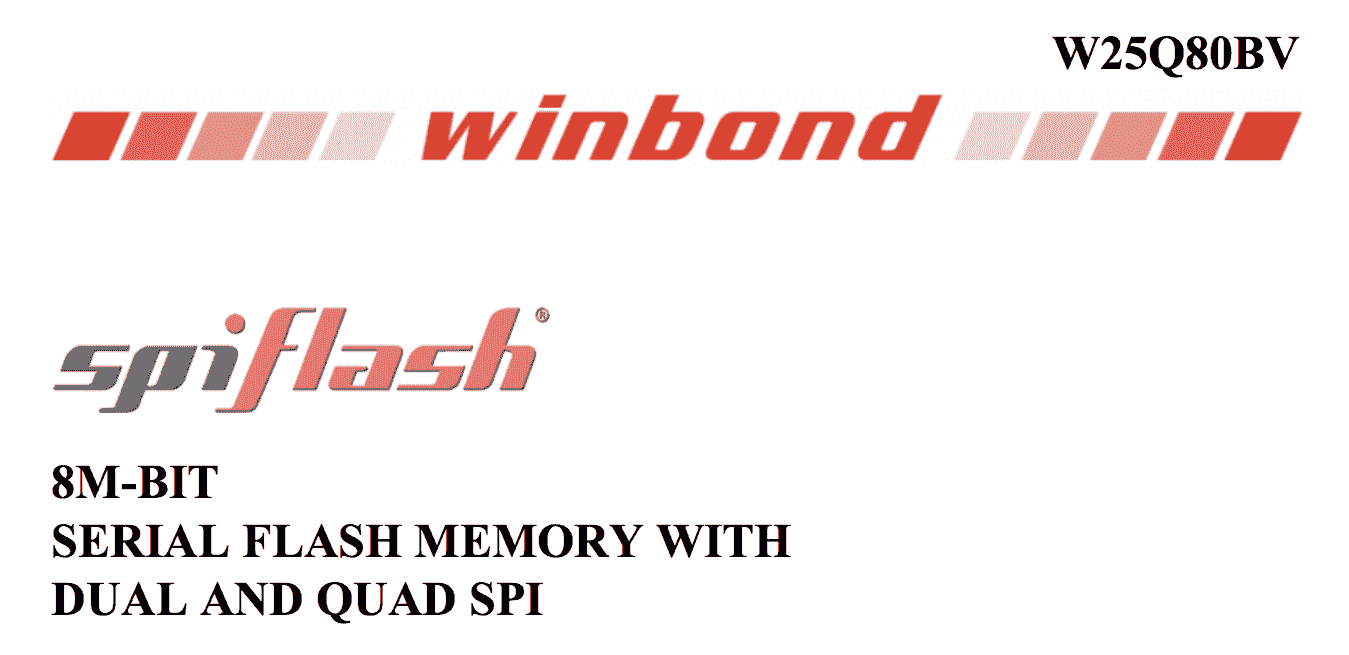 W25Q80BV
winbond
spiflash®
8M-BIT
SERIAL FLASH MEMORY WITH
DUAL AND QUAD SPI